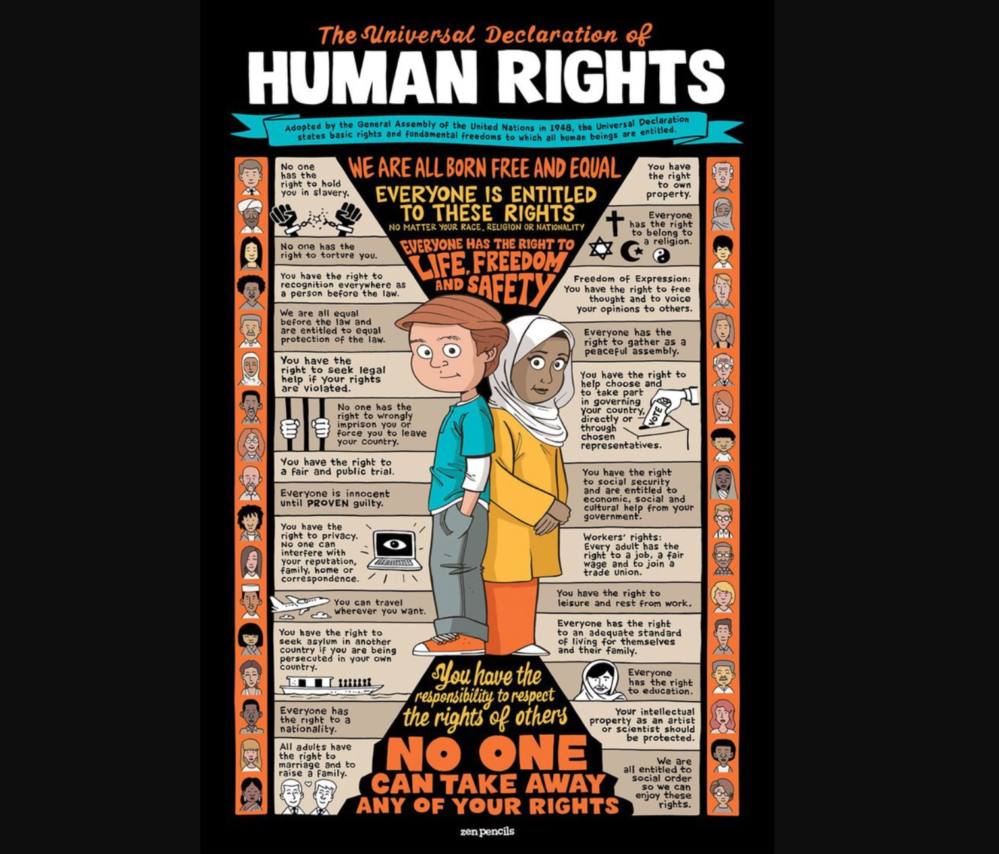 The Universal Declaration of
HUMAN RIGHTS
Adopted by the General Assembly of the United Nations in 1948, the Universal Declaration
states basic rights and fundamental freedoms to which all human beings are entitled.
WE ARE ALL BORN FREE AND EQUAL
EVERYONE IS ENTITLED
TO THESE RIGHTS
NO MATTER YOUR RACE, RELIGION OR NATIONALITY
EVERYONE HAS THE RIGHT TO
LIFE, FREEDOM
AND SAFETY
No one
has the
right to hold
you in slavery.
No one has the
right to torture you.
You have the right to
recognition everywhere as
a person before the law.
We are all equal
before the law and
are entitled to equal
protection of the law.
You have the
right to seek legal
help if your rights
are violated.
No one has the
right to wrongly
imprison you or
force you to leave
your country.
You have the right to
a fair and public trial.
Everyone is innocent
until PROVEN guilty.
You have the
right to privacy.
No one can
interfere with
your reputation,
family, home or
correspondence.
You can travel
wherever you want.
You have the right to
seek asylum in another
country if you are being
persecuted in your own
country.
Everyone has
the right to a
nationality.
All adults have
the right to
marriage and to
raise a family.
You have
the right
to own
property.
Everyone
has the right
to belong to
a religion.
Freedom of Expression:
You have the right to free
thought and to voice
your opinions to others.
Everyone has the
right to gather as a
peaceful assembly.
You have the right to
help choose and
to take part
in governing
your country,
directly or
through
chosen
representatives.
VOTE
You have the right
to social security
and are entitled to
economic, social and
cultural help from your
government.
Workers' rights:
Every adult has the
right to a job, a fair
wage and to join a
trade union.
You have the right to
leisure and rest from work.
Everyone has the right
to an adequate standard
of living for themselves
and their family.
Everyone
has the right
to education.
Your intellectual
property as an artist
or scientist should
be protected.
We are
all entitled to
social order
so we can
enjoy these
rights.
You have the
responsibility to respect
the rights of others
NO ONE
CAN TAKE AWAY
ANY OF YOUR RIGHTS
zen pencils